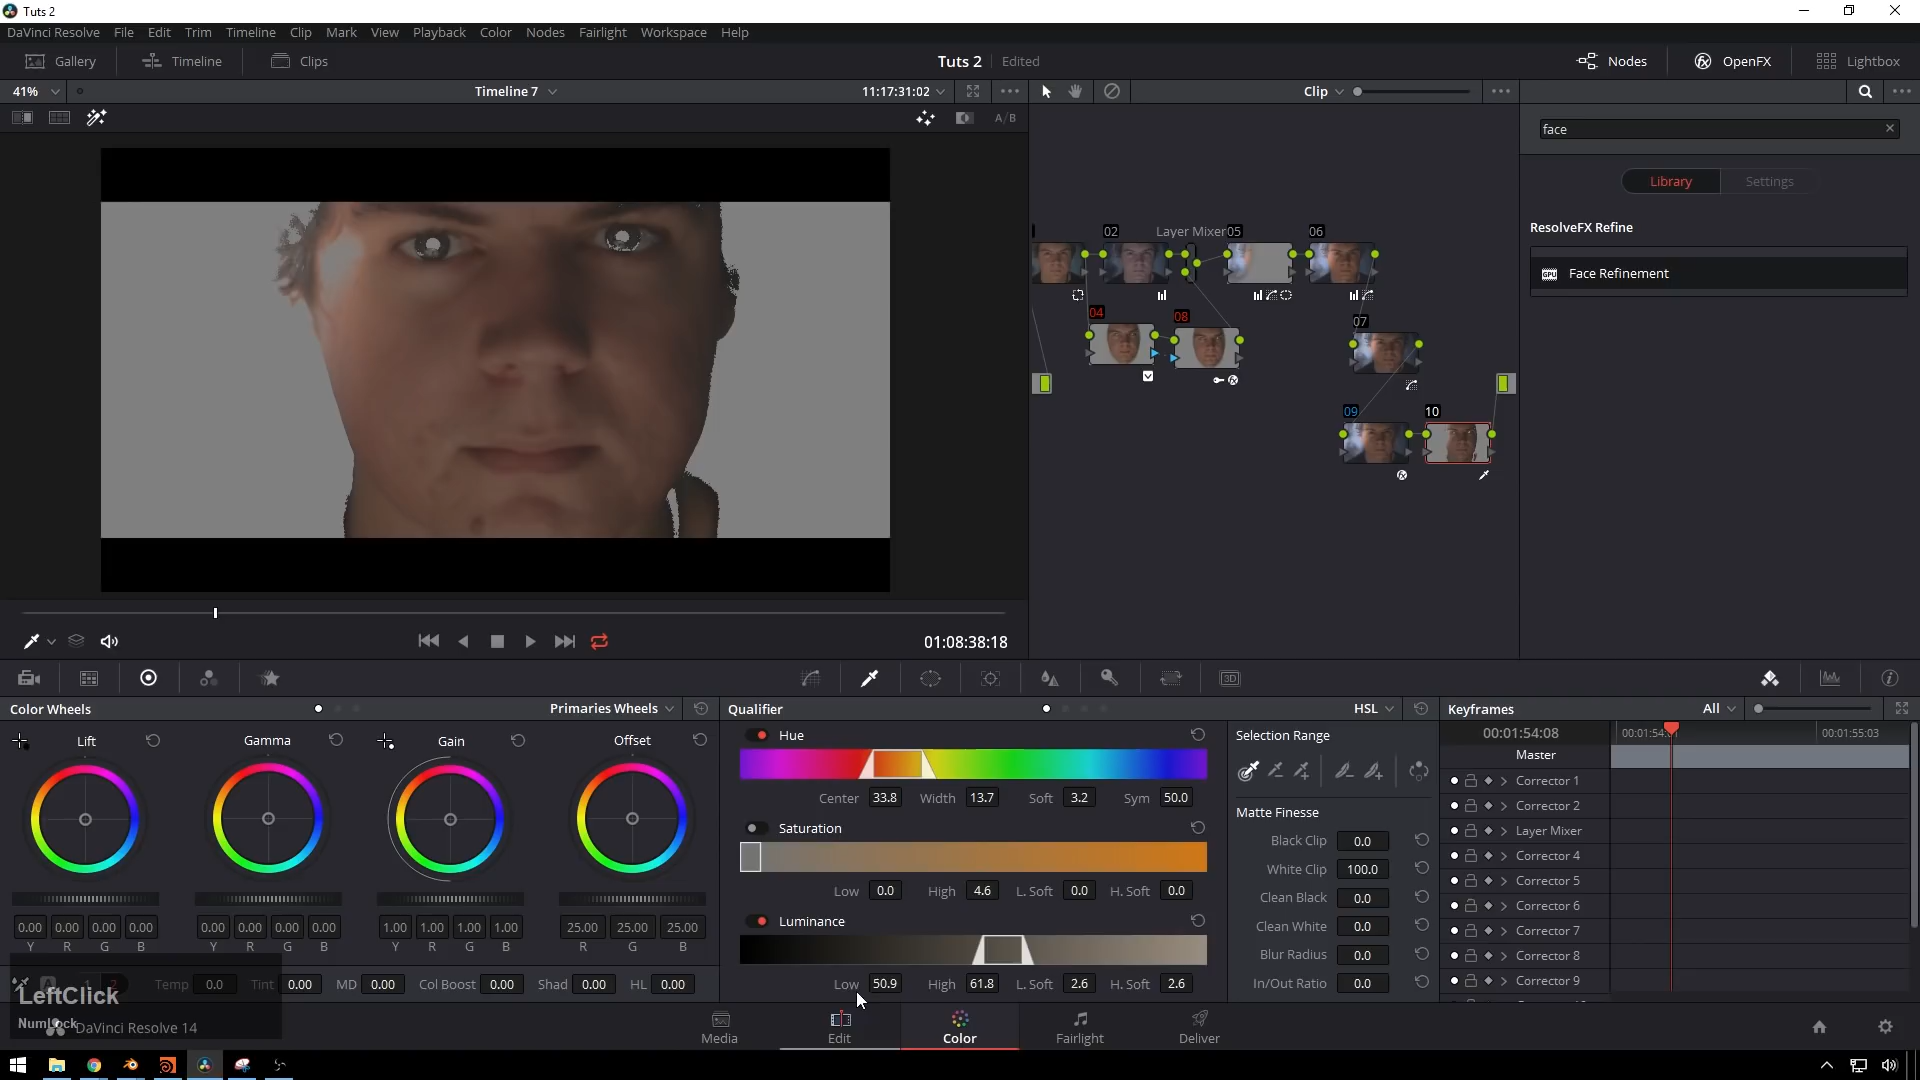 Tuts 2
DaVinci Resolve File Edit Trim Timeline Clip Mark View Playback Color Nodes Fairlight Workspace Help
Gallery Timeline Clips Tuts 2 Edited Nodes OpenFX Lightbox
41% Timeline 7 11:17:31:02 Clip
A/B
face
Library Settings
ResolveFX Refine
GPU Face Refinement
02 Layer Mixer 05 06
04 08 07
09 10
01:08:38:18
3D
Color Wheels Primaries Wheels Qualifier HSL Keyframes All
Lift Gamma Gain Offset
Hue
Center 33.8 Width 13.7 Soft 3.2 Sym 50.0
Saturation
Low 0.0 High 4.6 L. Soft 0.0 H. Soft 0.0
Luminance
Low 50.9 High 61.8 L. Soft 2.6 H. Soft 2.6
0.00 0.00 0.00 0.00 0.00 0.00 0.00 0.00 1.00 1.00 1.00 1.00 25.00 25.00 25.00
Y R G B Y R G B Y R G B R G B
A 1 2 Temp 0.0 Tint 0.00 MD 0.00 Col Boost 0.00 Shad 0.00 HL 0.00
Selection Range
Matte Finesse
Black Clip 0.0
White Clip 100.0
Clean Black 0.0
Clean White 0.0
Blur Radius 0.0
In/Out Ratio 0.0
00:01:54:08 00:01:55:03
Master
Corrector 1
Corrector 2
Layer Mixer
Corrector 4
Corrector 5
Corrector 6
Corrector 7
Corrector 8
Corrector 9
LeftClick
NumLock
DaVinci Resolve 14
Media Edit Color Fairlight Deliver